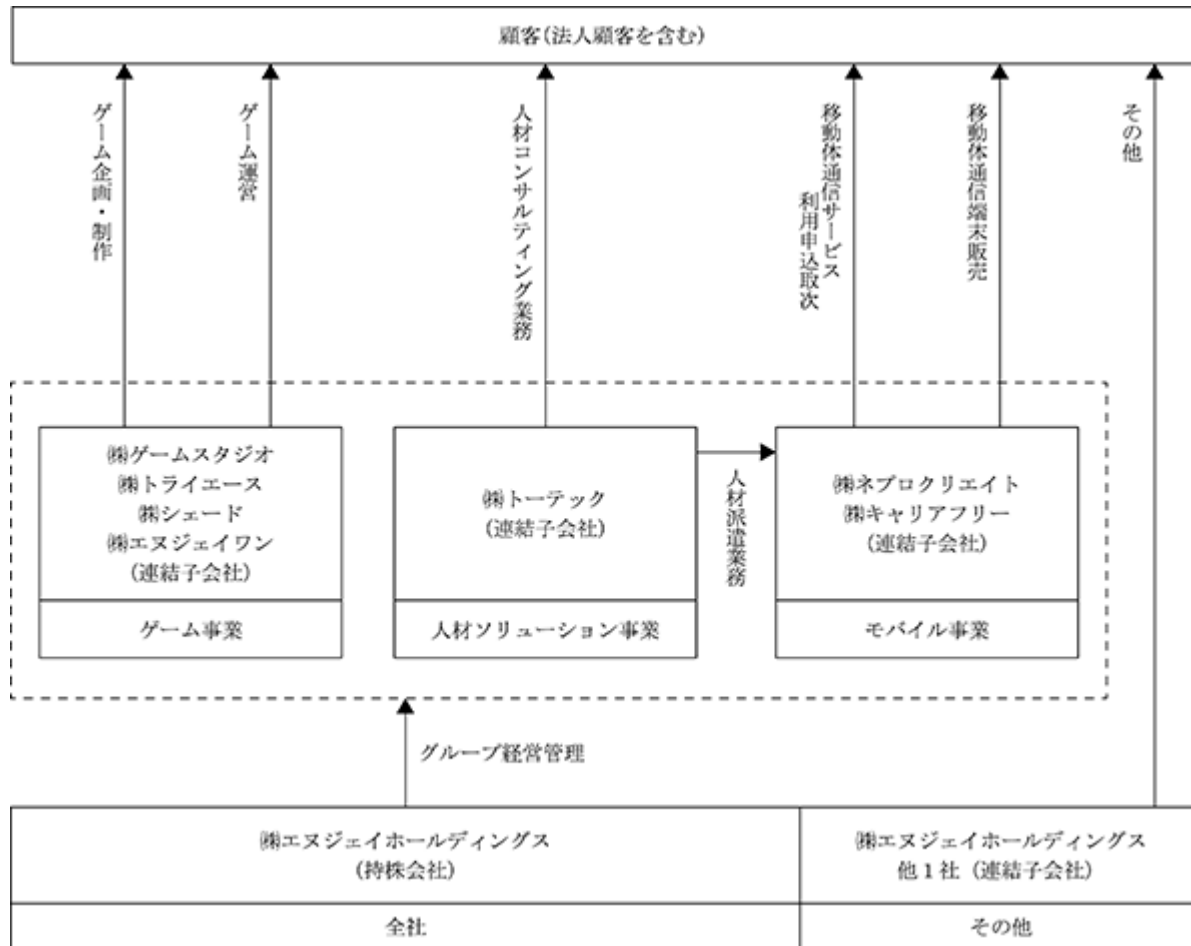 顧客(法人顧客を含む)
ゲーム企画・制作
ゲーム運営
人材コンサルティング業務
移動体通信サービス
利用申込取次
移動体通信端末販売
その他
㈱ゲームスタジオ
㈱トライエース
㈱シェード
㈱エヌジェイワン
(連結子会社)
ゲーム事業
㈱トーテック
(連結子会社)
人材ソリューション事業
人材派遣業務
㈱ネプロクリエイト
㈱キャリアフリー
(連結子会社)
モバイル事業
グループ経営管理
㈱エヌジェイホールディングス
(持株会社)
全社
㈱エヌジェイホールディングス
他1社(連結子会社)
その他